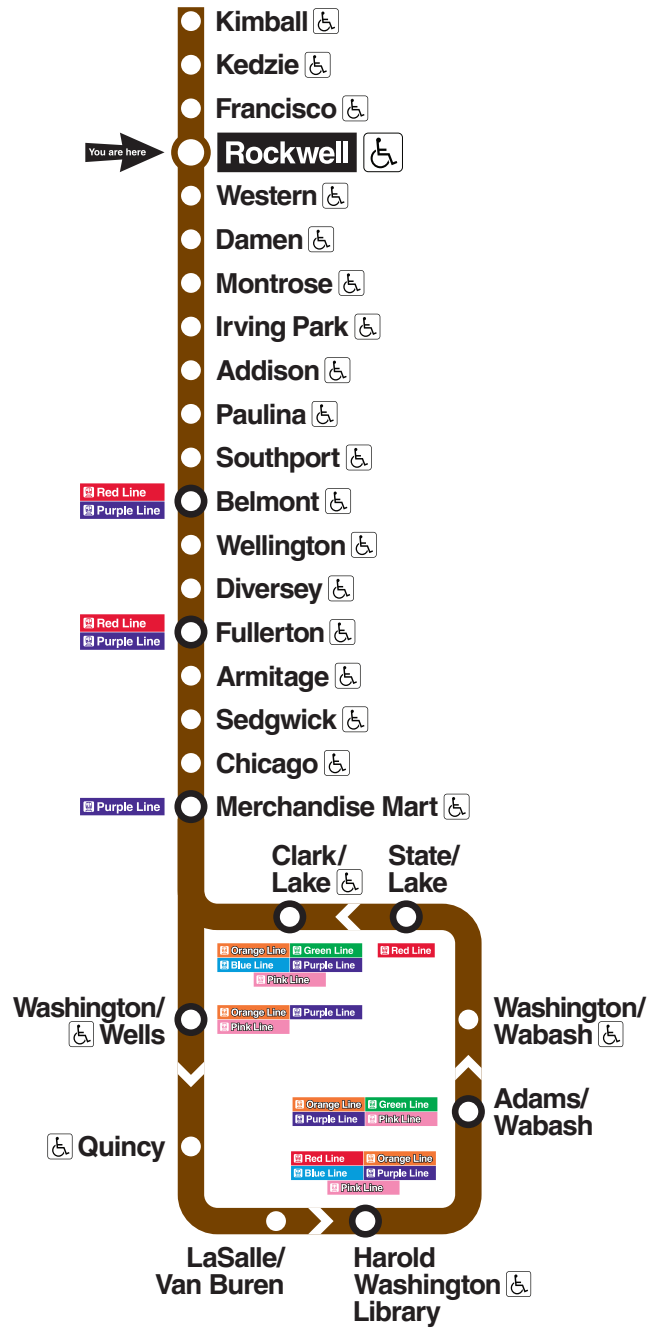 Kimball
Kedzie
Francisco
You are here
Rockwell
Western
Damen
Montrose
Irving Park
Addison
Paulina
Southport
Red Line
Purple Line
Belmont
Wellington
Diversey
Red Line
Purple Line
Fullerton
Armitage
Sedgwick
Chicago
Purple Line
Merchandise Mart
Clark/
Lake
State/
Lake
Orange Line Green Line
Blue Line Purple Line
Pink Line
Red Line
Washington/
Wells
Orange Line Purple Line
Pink Line
Washington/
Wabash
Orange Line Green Line
Purple Line Pink Line
Adams/
Wabash
Quincy
Red Line Orange Line
Blue Line Purple Line
Pink Line
LaSalle/
Van Buren
Harold
Washington
Library